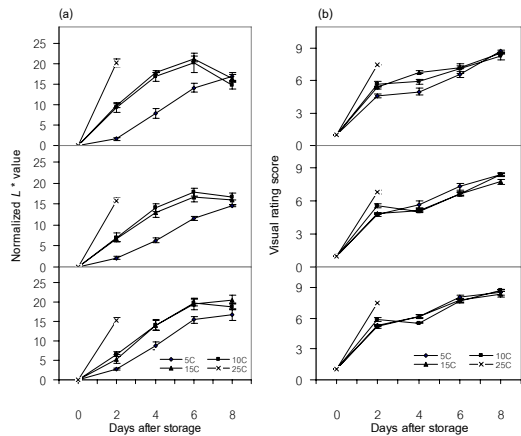 (a)
(b)
Normalized L* value
25
20
15
10
5
0
25
20
15
10
5
0
25
20
15
10
5
0
5C 10C
15C 25C
0 2 4 6 8
Days after storage
Visual rating score
9
6
3
0
9
6
3
0
9
6
3
0
5C 10C
15C 25C
0 2 4 6 8
Days after storage